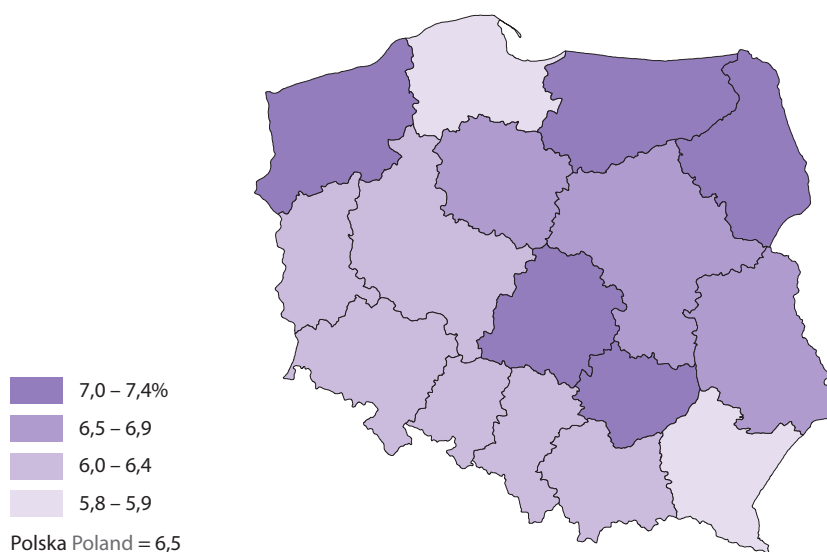 7,0 – 7,4%
6,5 – 6,9
6,0 – 6,4
5,8 – 5,9
Polska Poland = 6,5